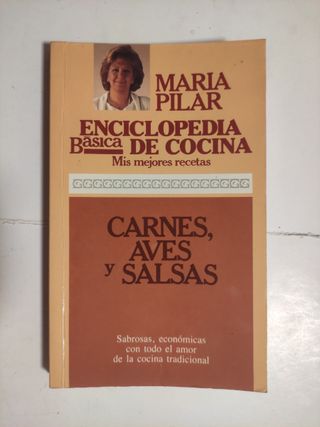 MARIA
PILAR
ENCICLOPEDIA
Básica DE COCINA
Mis mejores recetas
CARNES,
AVES
y SALSAS
Sabrosas, económicas
con todo el amor
de la cocina tradicional